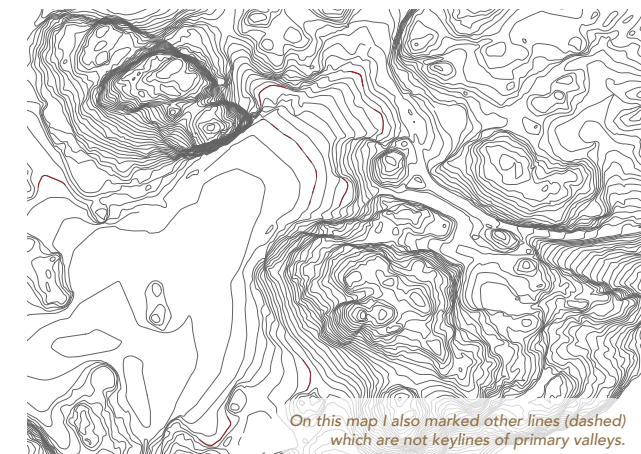 On this map I also marked other lines (dashed)
which are not keylines of primary valleys.